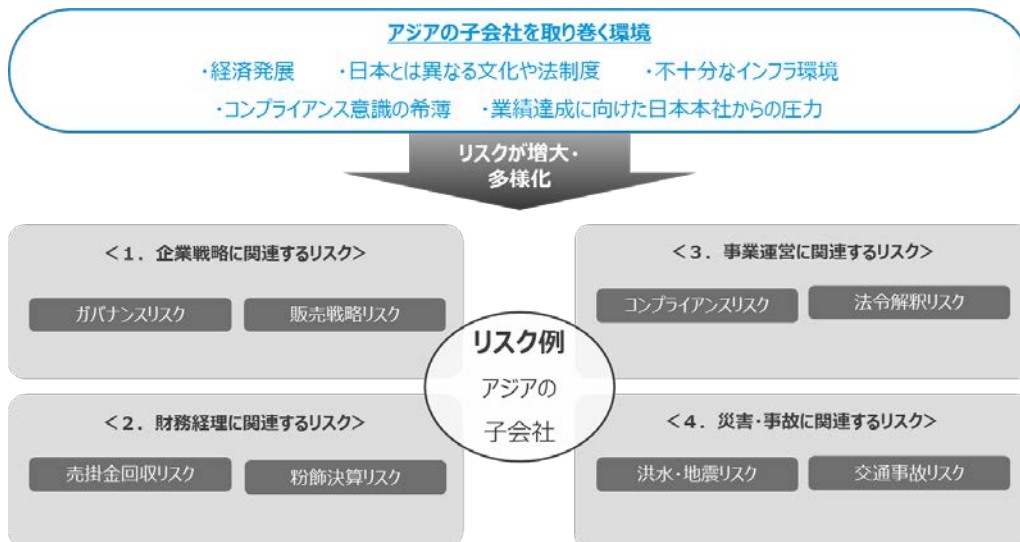 アジアの子会社を取り巻く環境
・経済発展　・日本とは異なる文化や法制度　・不十分なインフラ環境
・コンプライアンス意識の希薄　・業績達成に向けた日本本社からの圧力
リスクが増大・
多様化
＜１．企業戦略に関連するリスク＞
ガバナンスリスク　販売戦略リスク
＜３．事業運営に関連するリスク＞
コンプライアンスリスク　法令解釈リスク
リスク例
アジアの
子会社
＜２．財務経理に関連するリスク＞
売掛金回収リスク　粉飾決算リスク
＜４．災害・事故に関連するリスク＞
洪水・地震リスク　交通事故リスク